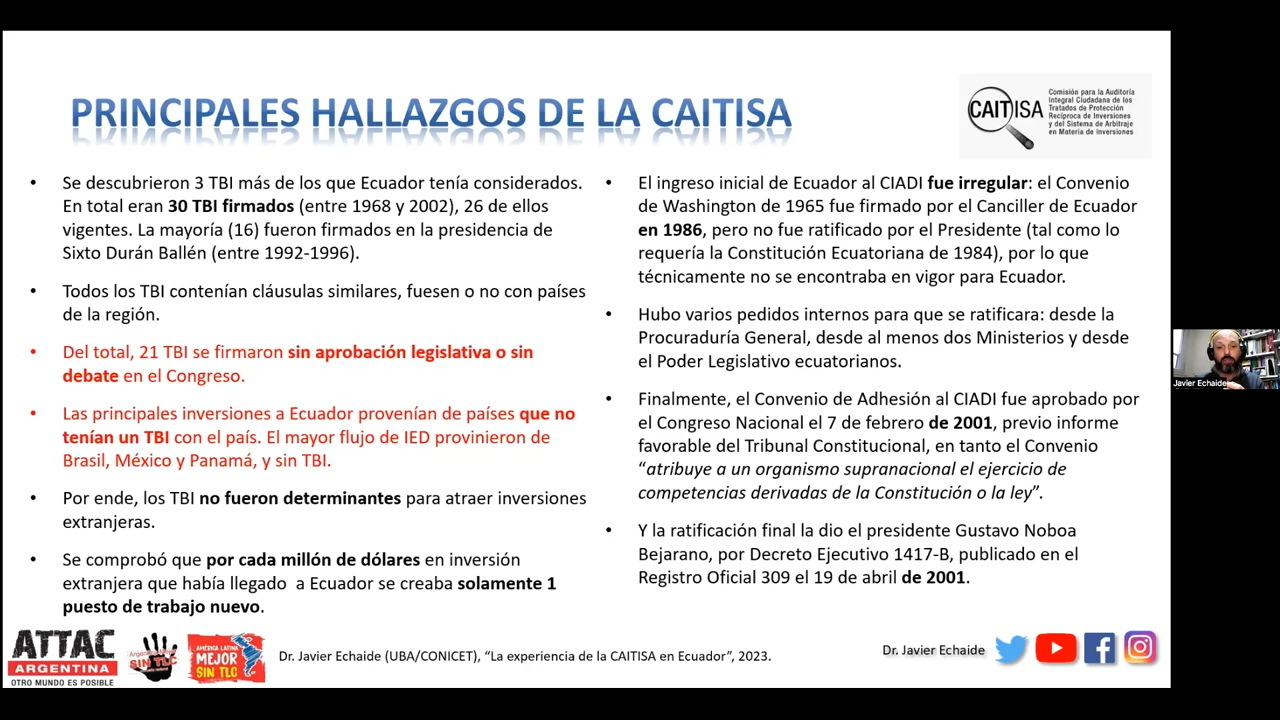 PRINCIPALES HALLAZGOS DE LA CAITISA
CAITISA
Comisión para la Auditoría
Integral Ciudadana de los
Tratados de Protección
Recíproca de Inversiones
y del Sistema de Arbitraje
en Materia de Inversiones
• Se descubrieron 3 TBI más de los que Ecuador tenía considerados.
En total eran 30 TBI firmados (entre 1968 y 2002), 26 de ellos
vigentes. La mayoría (16) fueron firmados en la presidencia de
Sixto Durán Ballén (entre 1992-1996).
• Todos los TBI contenían cláusulas similares, fuesen o no con países
de la región.
• Del total, 21 TBI se firmaron sin aprobación legislativa o sin
debate en el Congreso.
• Las principales inversiones a Ecuador provenían de países que no
tenían un TBI con el país. El mayor flujo de IED provinieron de
Brasil, México y Panamá, y sin TBI.
• Por ende, los TBI no fueron determinantes para atraer inversiones
extranjeras.
• Se comprobó que por cada millón de dólares en inversión
extranjera que había llegado a Ecuador se creaba solamente 1
puesto de trabajo nuevo.
• El ingreso inicial de Ecuador al CIADI fue irregular: el Convenio
de Washington de 1965 fue firmado por el Canciller de Ecuador
en 1986, pero no fue ratificado por el Presidente (tal como lo
requería la Constitución Ecuatoriana de 1984), por lo que
técnicamente no se encontraba en vigor para Ecuador.
• Hubo varios pedidos internos para que se ratificara: desde la
Procuraduría General, desde al menos dos Ministerios y desde
el Poder Legislativo ecuatorianos.
• Finalmente, el Convenio de Adhesión al CIADI fue aprobado por
el Congreso Nacional el 7 de febrero de 2001, previo informe
favorable del Tribunal Constitucional, en tanto el Convenio
“atribuye a un organismo supranacional el ejercicio de
competencias derivadas de la Constitución o la ley”.
• Y la ratificación final la dio el presidente Gustavo Noboa
Bejarano, por Decreto Ejecutivo 1417-B, publicado en el
Registro Oficial 309 el 19 de abril de 2001.
Javier Echaide
ATTAC
ARGENTINA
OTRO MUNDO ES POSIBLE
SIN TLC
AMÉRICA LATINA
MEJOR
SIN TLC
Dr. Javier Echaide (UBA/CONICET), “La experiencia de la CAITISA en Ecuador”, 2023.
Dr. Javier Echaide